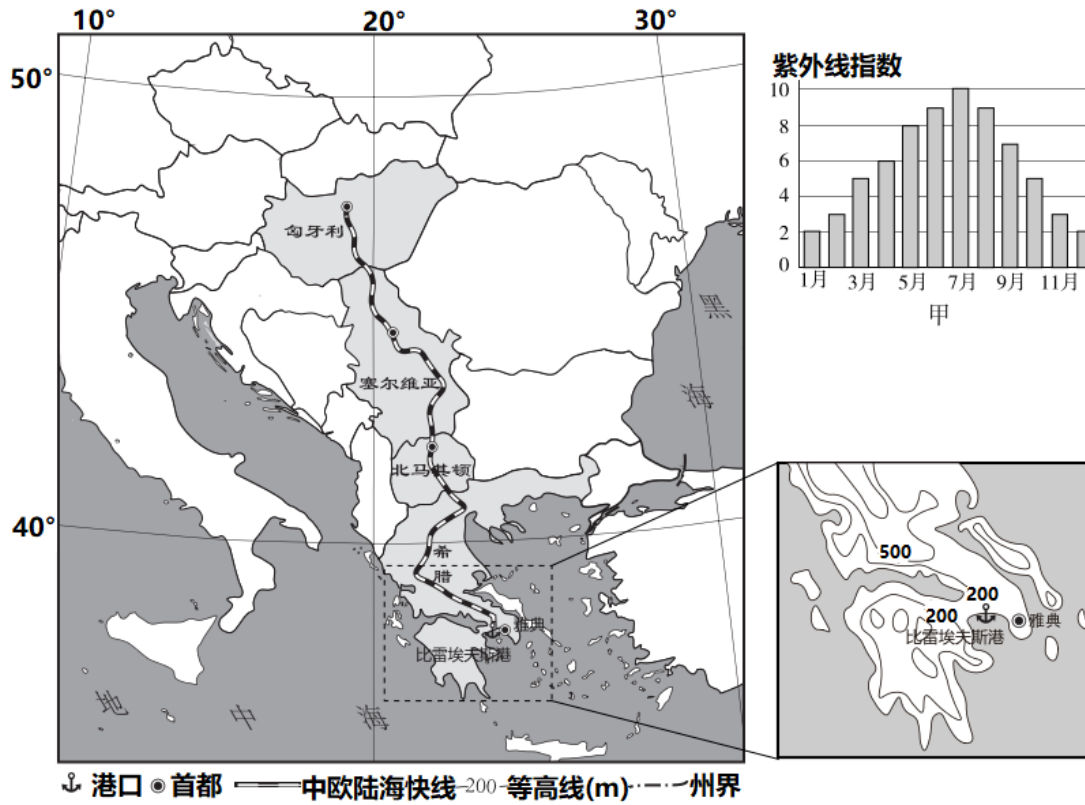 10°
20°
30°
50°
40°
匈牙利
塞尔维亚
北马其顿
希
腊
雅典
比雷埃夫斯港
黑
海
地
中
海
紫外线指数
10
8
6
4
2
0
1月 3月 5月 7月 9月 11月
甲
500
200
200
雅典
比雷埃夫斯港
港口 首都 中欧陆海快线 200 等高线(m) 州界